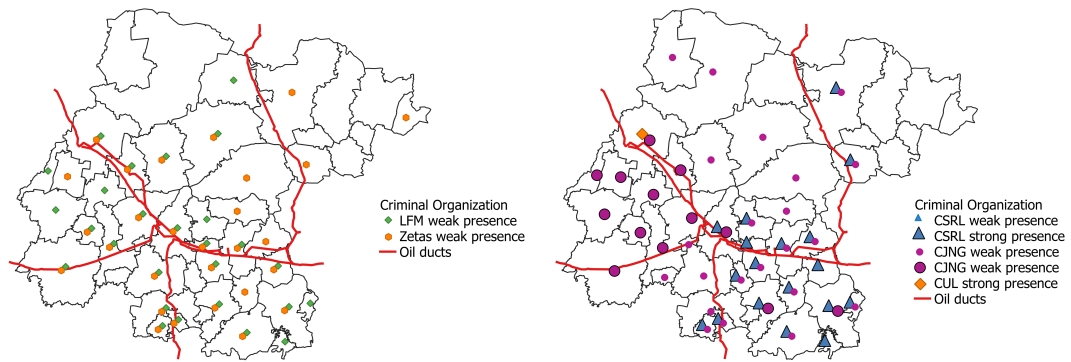 Criminal Organization
LFM weak presence
Zetas weak presence
Oil ducts
Criminal Organization
CSRL weak presence
CSRL strong presence
CJNG weak presence
CJNG weak presence
CUL strong presence
Oil ducts